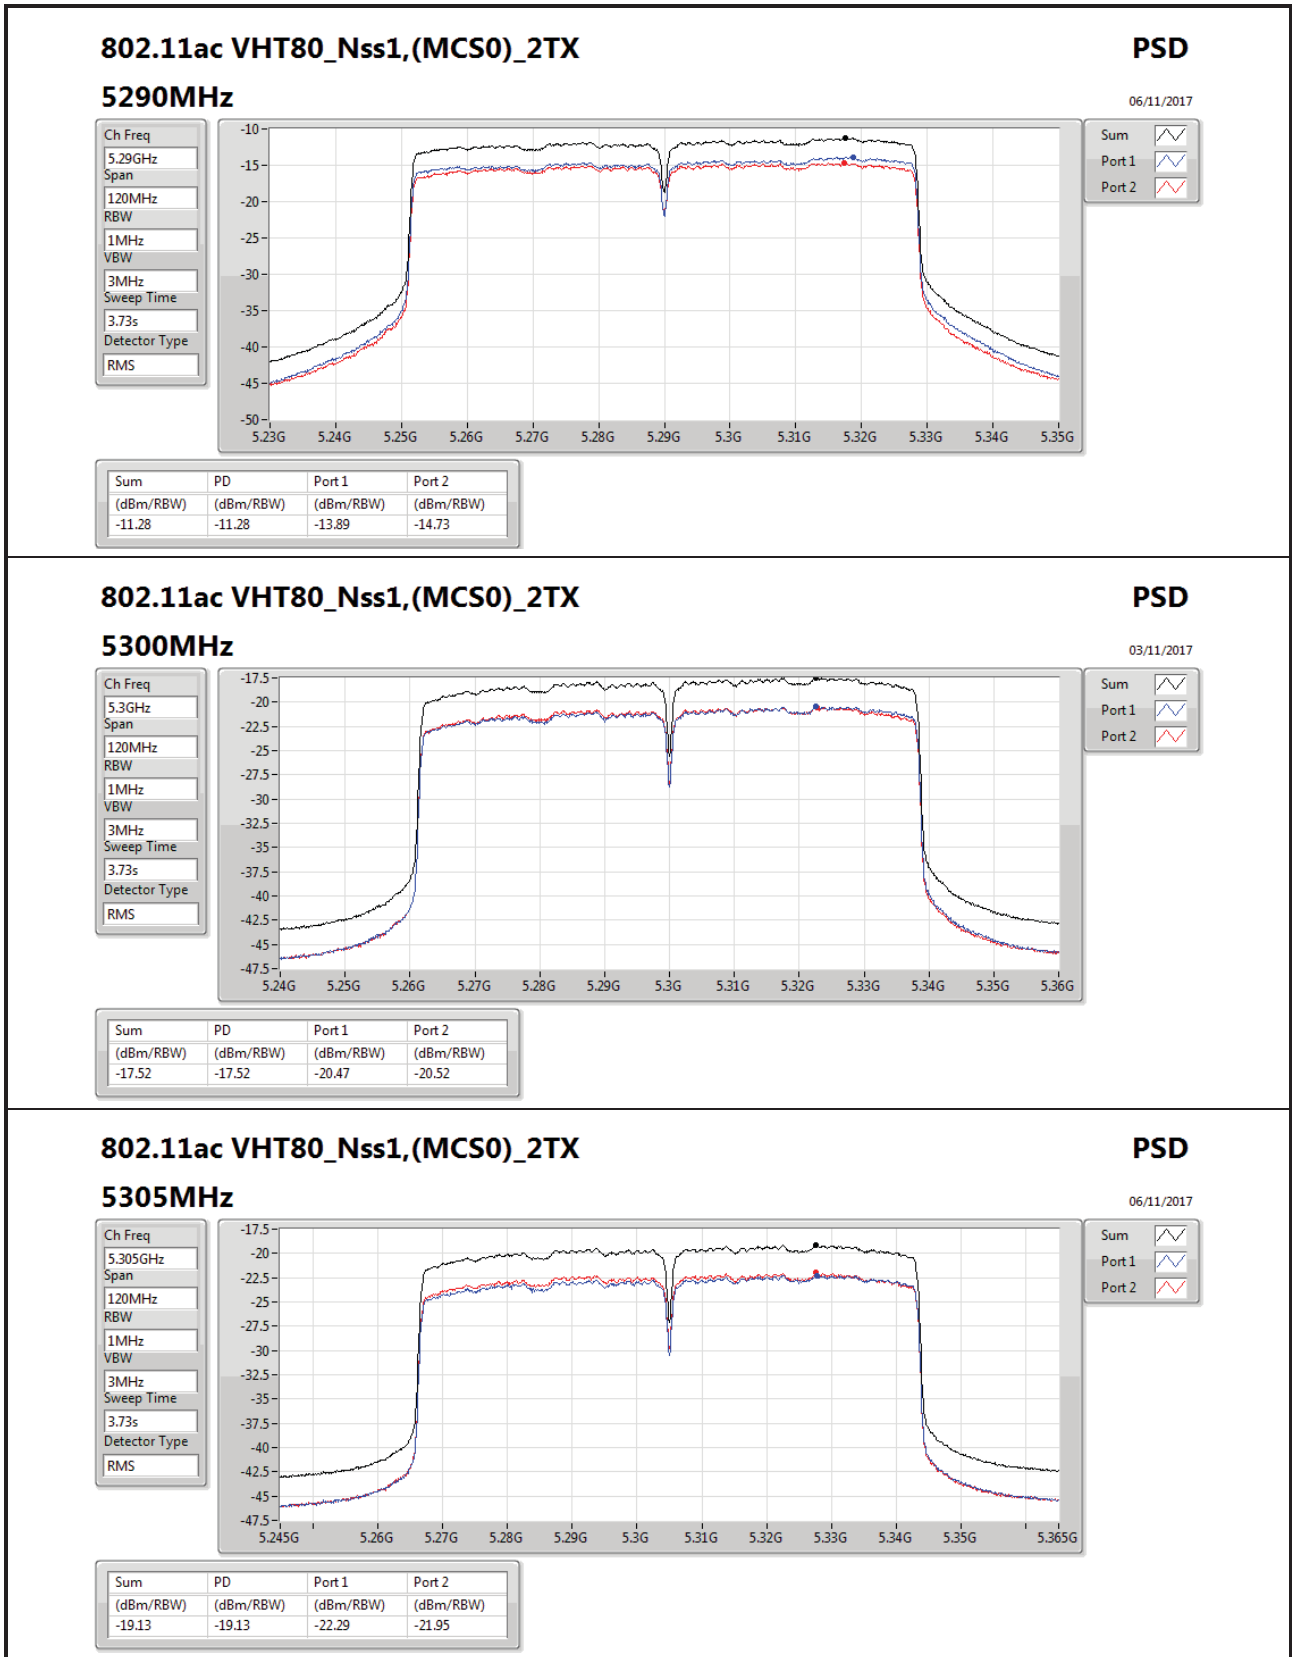 802.11ac VHT80_Nss1,(MCS0)_2TX PSD
5290MHz 06/11/2017
Ch Freq
5.29GHz
Span
120MHz
RBW
1MHz
VBW
3MHz
Sweep Time
3.73s
Detector Type
RMS
-10
-15
-20
-25
-30
-35
-40
-45
-50
5.23G 5.24G 5.25G 5.26G 5.27G 5.28G 5.29G 5.3G 5.31G 5.32G 5.33G 5.34G 5.35G
Sum
Port 1
Port 2
Sum PD Port 1 Port 2
(dBm/RBW) (dBm/RBW) (dBm/RBW) (dBm/RBW)
-11.28 -11.28 -13.89 -14.73
802.11ac VHT80_Nss1,(MCS0)_2TX PSD
5300MHz 03/11/2017
Ch Freq
5.3GHz
Span
120MHz
RBW
1MHz
VBW
3MHz
Sweep Time
3.73s
Detector Type
RMS
-17.5
-20
-22.5
-25
-27.5
-30
-32.5
-35
-37.5
-40
-42.5
-45
-47.5
5.24G 5.25G 5.26G 5.27G 5.28G 5.29G 5.3G 5.31G 5.32G 5.33G 5.34G 5.35G 5.36G
Sum
Port 1
Port 2
Sum PD Port 1 Port 2
(dBm/RBW) (dBm/RBW) (dBm/RBW) (dBm/RBW)
-17.52 -17.52 -20.47 -20.52
802.11ac VHT80_Nss1,(MCS0)_2TX PSD
5305MHz 06/11/2017
Ch Freq
5.305GHz
Span
120MHz
RBW
1MHz
VBW
3MHz
Sweep Time
3.73s
Detector Type
RMS
-17.5
-20
-22.5
-25
-27.5
-30
-32.5
-35
-37.5
-40
-42.5
-45
-47.5
5.245G 5.26G 5.27G 5.28G 5.29G 5.3G 5.31G 5.32G 5.33G 5.34G 5.35G 5.365G
Sum
Port 1
Port 2
Sum PD Port 1 Port 2
(dBm/RBW) (dBm/RBW) (dBm/RBW) (dBm/RBW)
-19.13 -19.13 -22.29 -21.95